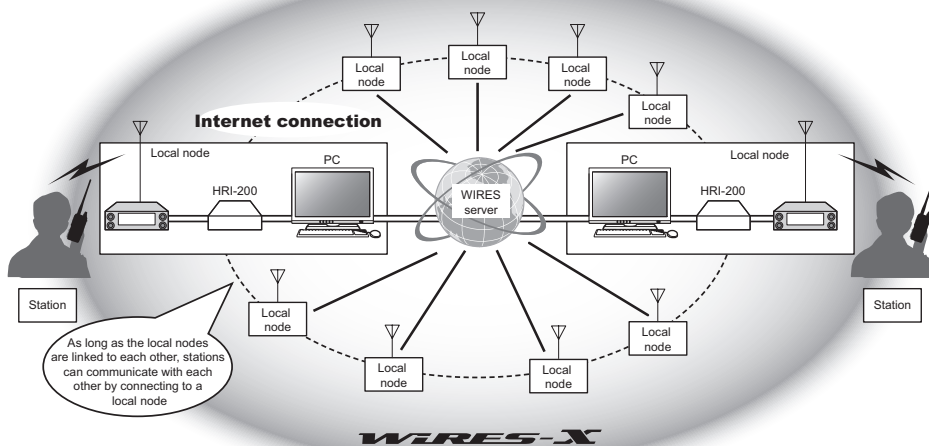 Local
node
Local
node
Local
node
Local
node
Internet connection
Local node
PC
HRI-200
WIRES
server
PC
Local node
HRI-200
Station
Station
Local
node
Local
node
Local
node
Local
node
As long as the local nodes
are linked to each other, stations
can communicate with each
other by connecting to a
local node
WiRES-X